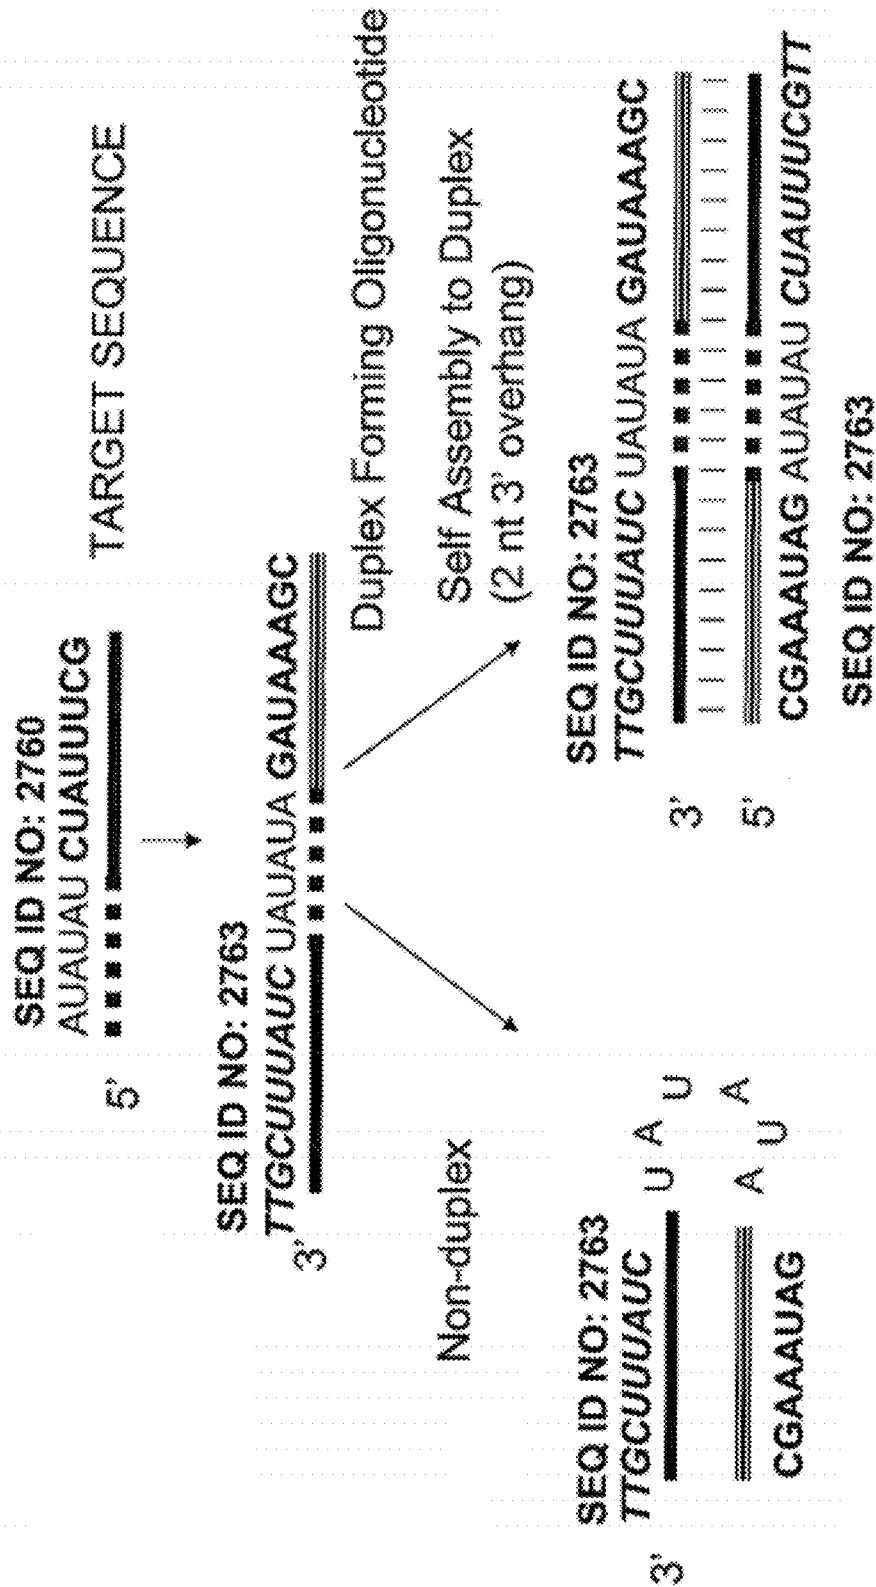 SEQ ID NO: 2760
AUAUAU CUAUUUCG
5'
TARGET SEQUENCE
SEQ ID NO: 2763
TTGCUUUAUC UAUAUA GAUAAAGC
3'
Duplex Forming Oligonucleotide
Non-duplex
Self Assembly to Duplex
(2 nt 3' overhang)
SEQ ID NO: 2763
TTGCUUUAUC
3'
U A U
A U A
CGAAAUAG
SEQ ID NO: 2763
TTGCUUUAUC UAUAUA GAUAAAGC
3'
5'
CGAAAUAG AUAUAU CUAUUUCGTT
SEQ ID NO: 2763